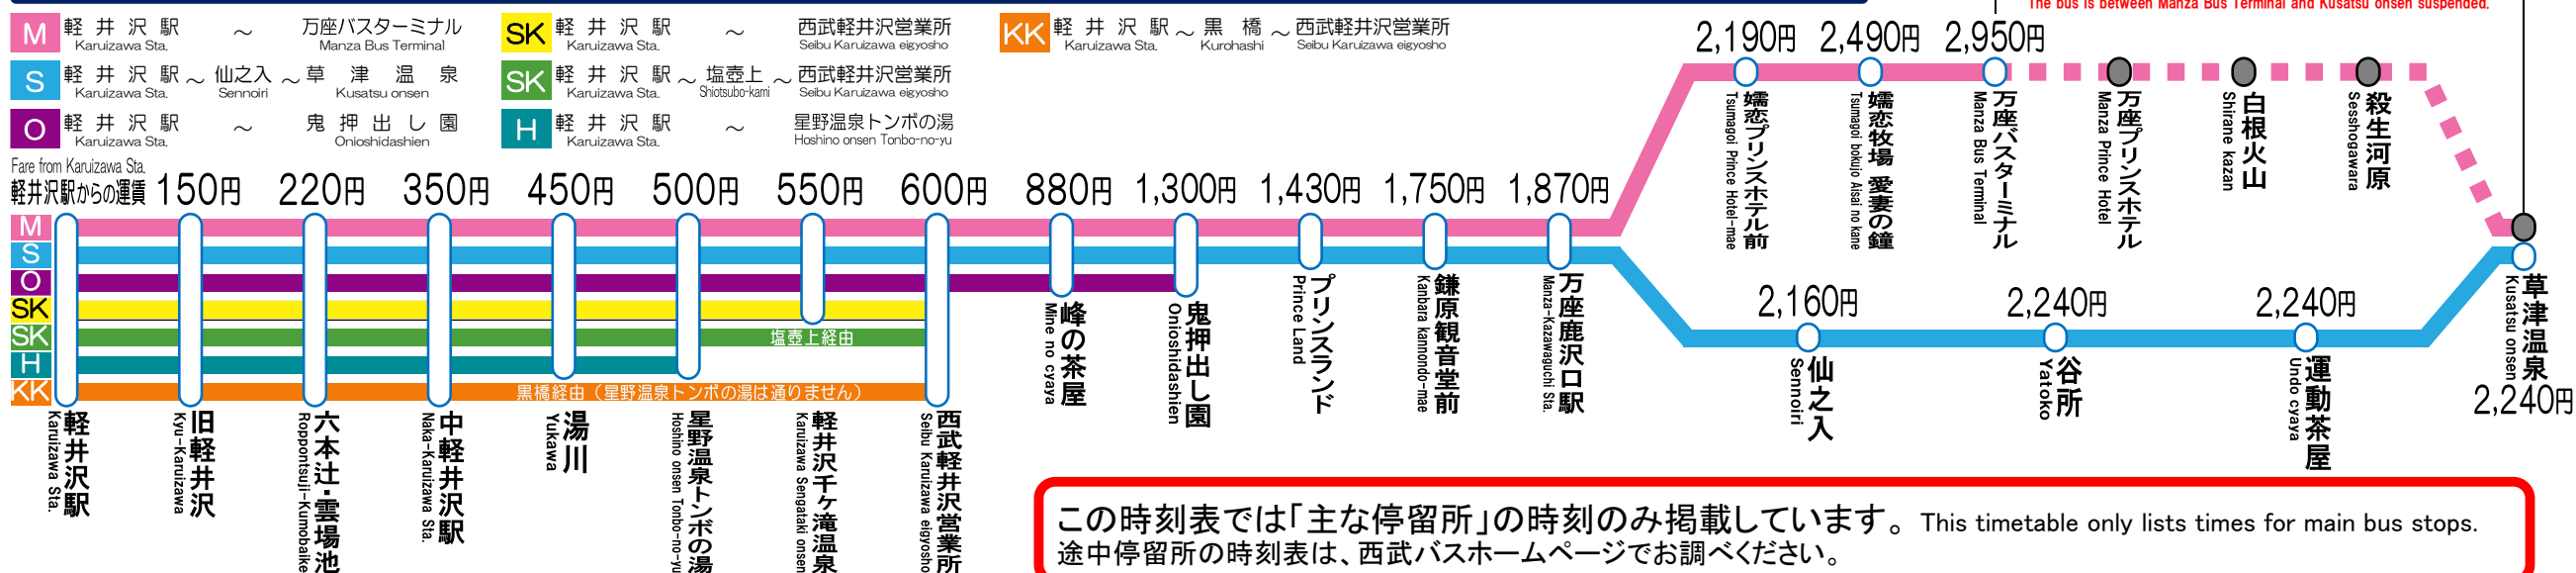 The bus is between Manza Bus Terminal and Kusatsu onsen suspended.
M 軽井沢駅 ～ 万座バスターミナル
Karuizawa Sta. Manza Bus Terminal
SK 軽井沢駅 ～ 西武軽井沢営業所
Karuizawa Sta. Seibu Karuizawa eigyosho
KK 軽井沢駅 ～ 黒橋 ～ 西武軽井沢営業所
Karuizawa Sta. Kurohashi Seibu Karuizawa eigyosho
S 軽井沢駅 ～ 仙之入 ～ 草津温泉
Karuizawa Sta. Sennoiri Kusatsu onsen
SK 軽井沢駅 ～ 塩壺上 ～ 西武軽井沢営業所
Karuizawa Sta. Shiotsubo-kami Seibu Karuizawa eigyosho
O 軽井沢駅 ～ 鬼押出し園
Karuizawa Sta. Onioshidashien
H 軽井沢駅 ～ 星野温泉トンボの湯
Karuizawa Sta. Hoshino onsen Tonbo-no-yu
2,190円 2,490円 2,950円
嬬恋プリンスホテル前
Tsumagoi Prince Hotel-mae
嬬恋牧場 愛妻の鐘
Tsumagoi bokujo Aisai no kane
万座バスターミナル
Manza Bus Terminal
万座プリンスホテル
Manza Prince Hotel
白根火山
Shirane kazan
殺生河原
Sesshogawara
Fare from Karuizawa Sta.
軽井沢駅からの運賃 150円 220円 350円 450円 500円 550円 600円 880円 1,300円 1,430円 1,750円 1,870円
M
S
O
SK
SK 塩壺上経由
H
KK 黒橋経由（星野温泉トンボの湯は通りません）
軽井沢駅
Karuizawa Sta.
旧軽井沢
Kyu-Karuizawa
六本辻・雲場池
Roppontsuji-Kumobaike
中軽井沢駅
Naka-Karuizawa Sta.
湯川
Yukawa
星野温泉トンボの湯
Hoshino onsen Tonbo-no-yu
軽井沢千ヶ滝温泉
Karuizawa Sengataki onsen
西武軽井沢営業所
Seibu Karuizawa eigyosho
峰の茶屋
Mine no cyaya
鬼押出し園
Onioshidashien
プリンスランド
Prince Land
鎌原観音堂前
Kanbara kannondo-mae
万座鹿沢口駅
Manza-Kazawaguchi Sta.
2,160円 2,240円 2,240円
仙之入
Sennoiri
谷所
Yatoko
運動茶屋
Undo cyaya
草津温泉
Kusatsu onsen
2,240円
この時刻表では「主な停留所」の時刻のみ掲載しています。 This timetable only lists times for main bus stops.
途中停留所の時刻表は、西武バスホームページでお調べください。